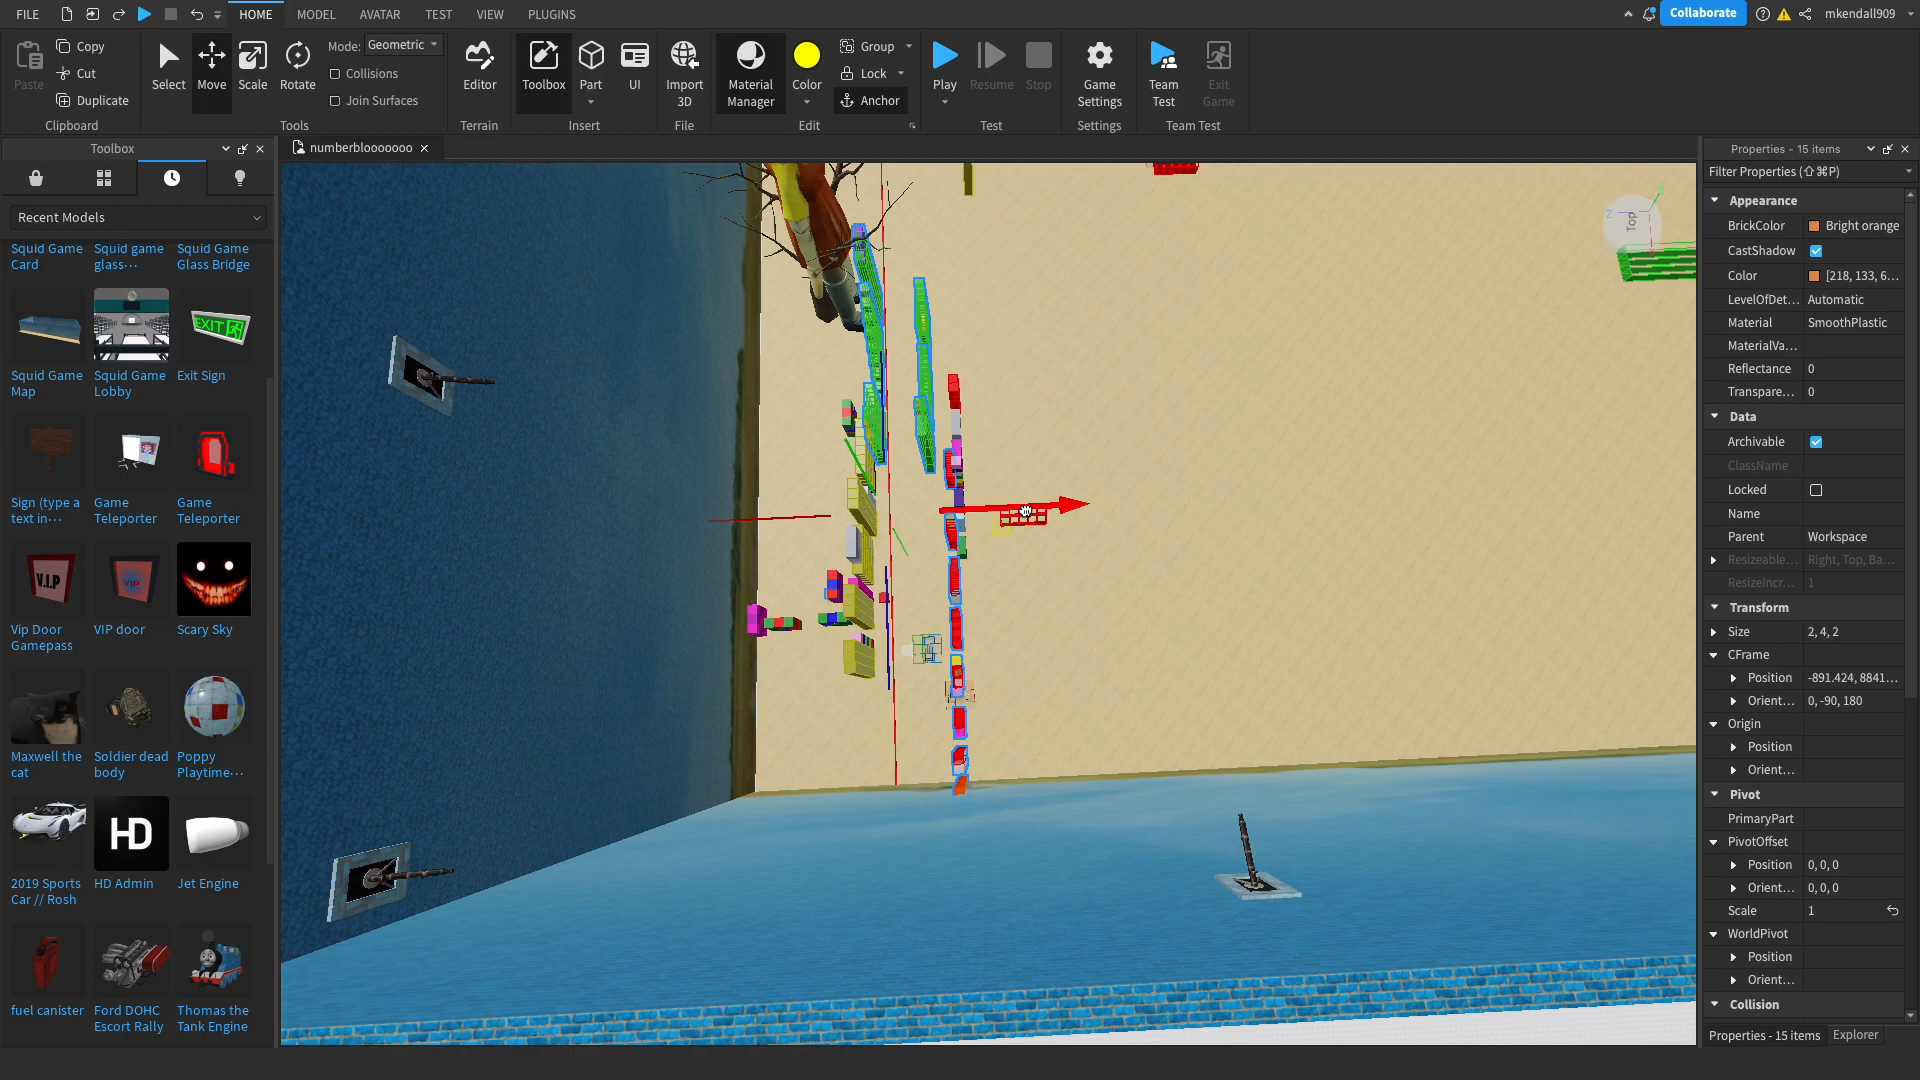 FILE
HOME
MODEL
AVATAR
TEST
VIEW
PLUGINS
Collaborate
mkendall909
Paste
Copy
Cut
Duplicate
Clipboard
Select
Move
Scale
Rotate
Mode:
Geometric
Collisions
Join Surfaces
Tools
Editor
Terrain
Toolbox
Part
UI
Insert
Import
3D
File
Material
Manager
Color
Group
Lock
Anchor
Edit
Play
Resume
Stop
Test
Game
Settings
Settings
Team
Test
Exit
Game
Team Test
Toolbox
numberblooooooo
Recent Models
Squid Game
Card
Squid game
glass···
Squid Game
Glass Bridge
EXIT
Squid Game
Map
Squid Game
Lobby
Exit Sign
Sign (type a
text in···
Game
Teleporter
Game
Teleporter
V.I.P
VIP
Vip Door
Gamepass
VIP door
Scary Sky
Maxwell the
cat
Soldier dead
body
Poppy
Playtime···
HD
2019 Sports
Car // Rosh
HD Admin
Jet Engine
fuel canister
Ford DOHC
Escort Rally
Thomas the
Tank Engine
Top
Z
Properties - 15 items
Filter Properties (⇧⌘P)
Appearance
BrickColor
Bright orange
CastShadow
Color
[218, 133, 6...
LevelOfDet...
Automatic
Material
SmoothPlastic
MaterialVa...
Reflectance
0
Transpare...
0
Data
Archivable
ClassName
Locked
Name
Parent
Workspace
Resizeable...
Right, Top, Ba...
ResizeIncr...
1
Transform
Size
2, 4, 2
CFrame
Position
-891.424, 8841...
Orient...
0, -90, 180
Origin
Position
Orient...
Pivot
PrimaryPart
PivotOffset
Position
0, 0, 0
Orient...
0, 0, 0
Scale
1
WorldPivot
Position
Orient...
Collision
Properties - 15 items
Explorer